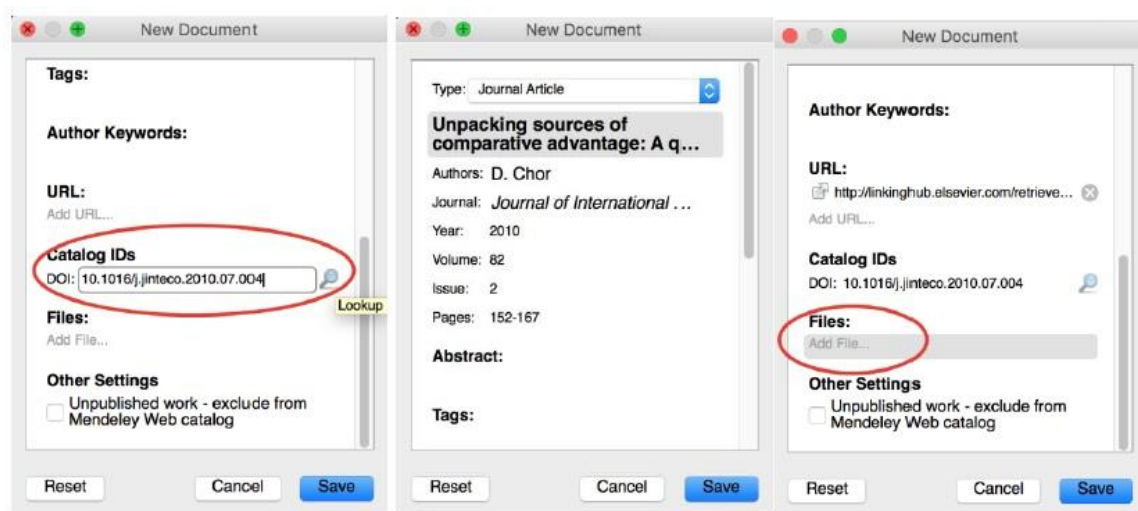 New Document
Tags:
Author Keywords:
URL:
Add URL...
Catalog IDs
DOI: 10.1016/j.jinteco.2010.07.004
Lookup
Files:
Add File...
Other Settings
Unpublished work - exclude from
Mendeley Web catalog
Reset Cancel Save
New Document
Type: Journal Article
Unpacking sources of
comparative advantage: A q...
Authors: D. Chor
Journal: Journal of International ...
Year: 2010
Volume: 82
Issue: 2
Pages: 152-167
Abstract:
Tags:
Reset Cancel Save
New Document
Author Keywords:
URL:
http://linkinghub.elsevier.com/retrieve...
Add URL...
Catalog IDs
DOI: 10.1016/j.jinteco.2010.07.004
Files:
Add File...
Other Settings
Unpublished work - exclude from
Mendeley Web catalog
Reset Cancel Save